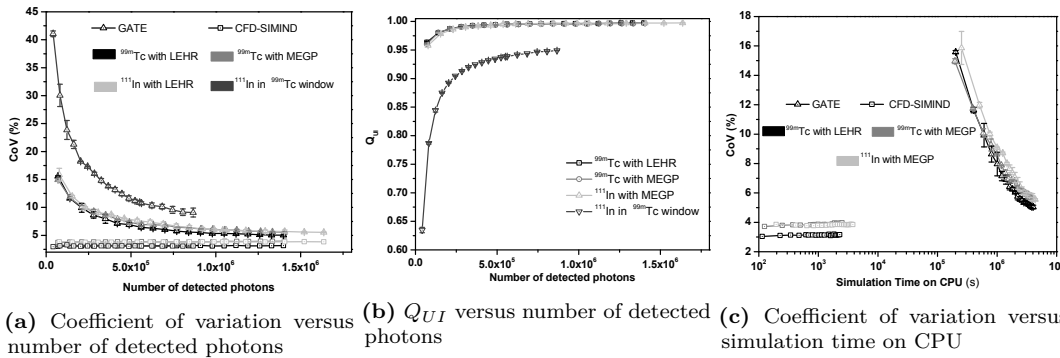 45
40
35
30
25
20
15
10
5
CoV (%)
GATE
CFD-SIMIND
99mTc with LEHR
99mTc with MEGP
111In with LEHR
111In in 99mTc window
0.0
5.0x10^5
1.0x10^6
1.5x10^6
Number of detected photons
(a) Coefficient of variation versus
number of detected photons
1.00
0.95
0.90
0.85
0.80
0.75
0.70
0.65
0.60
Q_UI
99mTc with LEHR
99mTc with MEGP
111In with MEGP
111In in 99mTc window
0.0
5.0x10^5
1.0x10^6
1.5x10^6
Number of detected photons
(b) Q_UI versus number of detected
photons
18
16
14
12
10
8
6
4
2
CoV (%)
GATE
CFD-SIMIND
99mTc with LEHR
99mTc with MEGP
111In with MEGP
10^2
10^3
10^4
10^5
10^6
Simulation Time on CPU (s)
(c) Coefficient of variation versus
simulation time on CPU